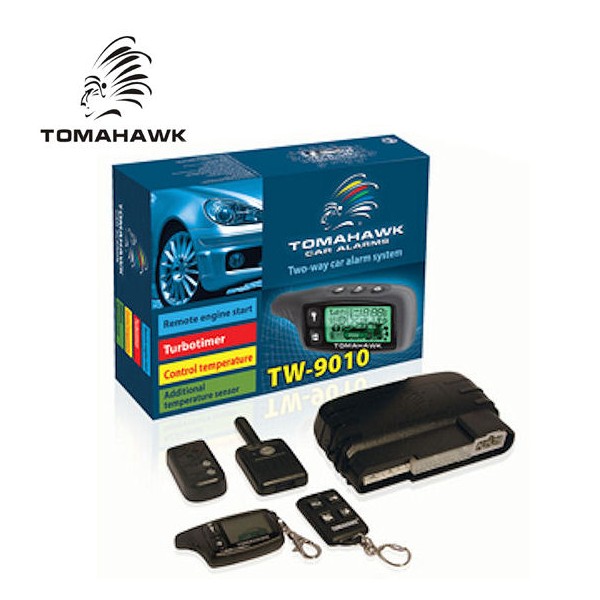 TOMAHAWK
TOMAHAWK
CAR ALARMS
Two-way car alarm system
Remote engine start
Turbotimer
Control temperature
Additional
temperature sensor
TOMAHAWK
TW-9010